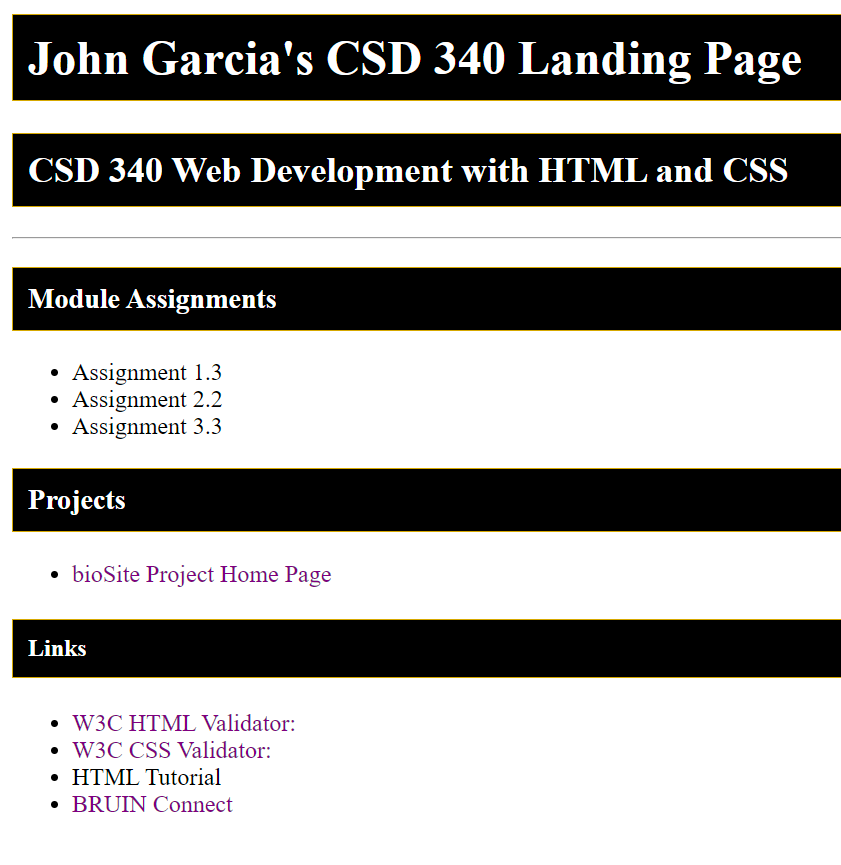 John Garcia's CSD 340 Landing Page
CSD 340 Web Development with HTML and CSS
Module Assignments
Assignment 1.3
Assignment 2.2
Assignment 3.3
Projects
bioSite Project Home Page
Links
W3C HTML Validator:
W3C CSS Validator:
HTML Tutorial
BRUIN Connect